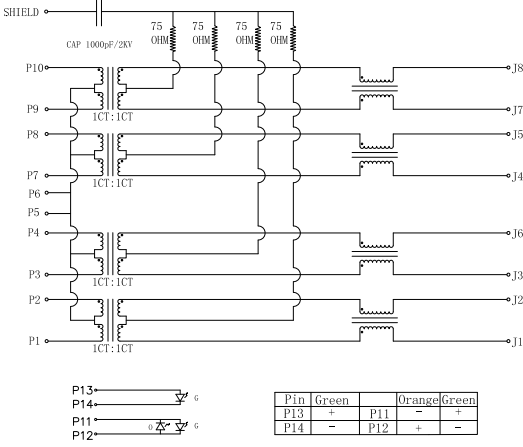 SHIELD
75 OHM 75 OHM 75 OHM 75 OHM
CAP 1000pF/2KV
P10 J8
P9 J7
1CT:1CT
P8 J5
P7 J4
1CT:1CT
P6
P5
P4 J6
P3 J3
1CT:1CT
P2 J2
P1 J1
1CT:1CT
P13
P14 G
P11
P12 O G
Pin Green Orange Green
P13 + P11 − +
P14 − P12 + −